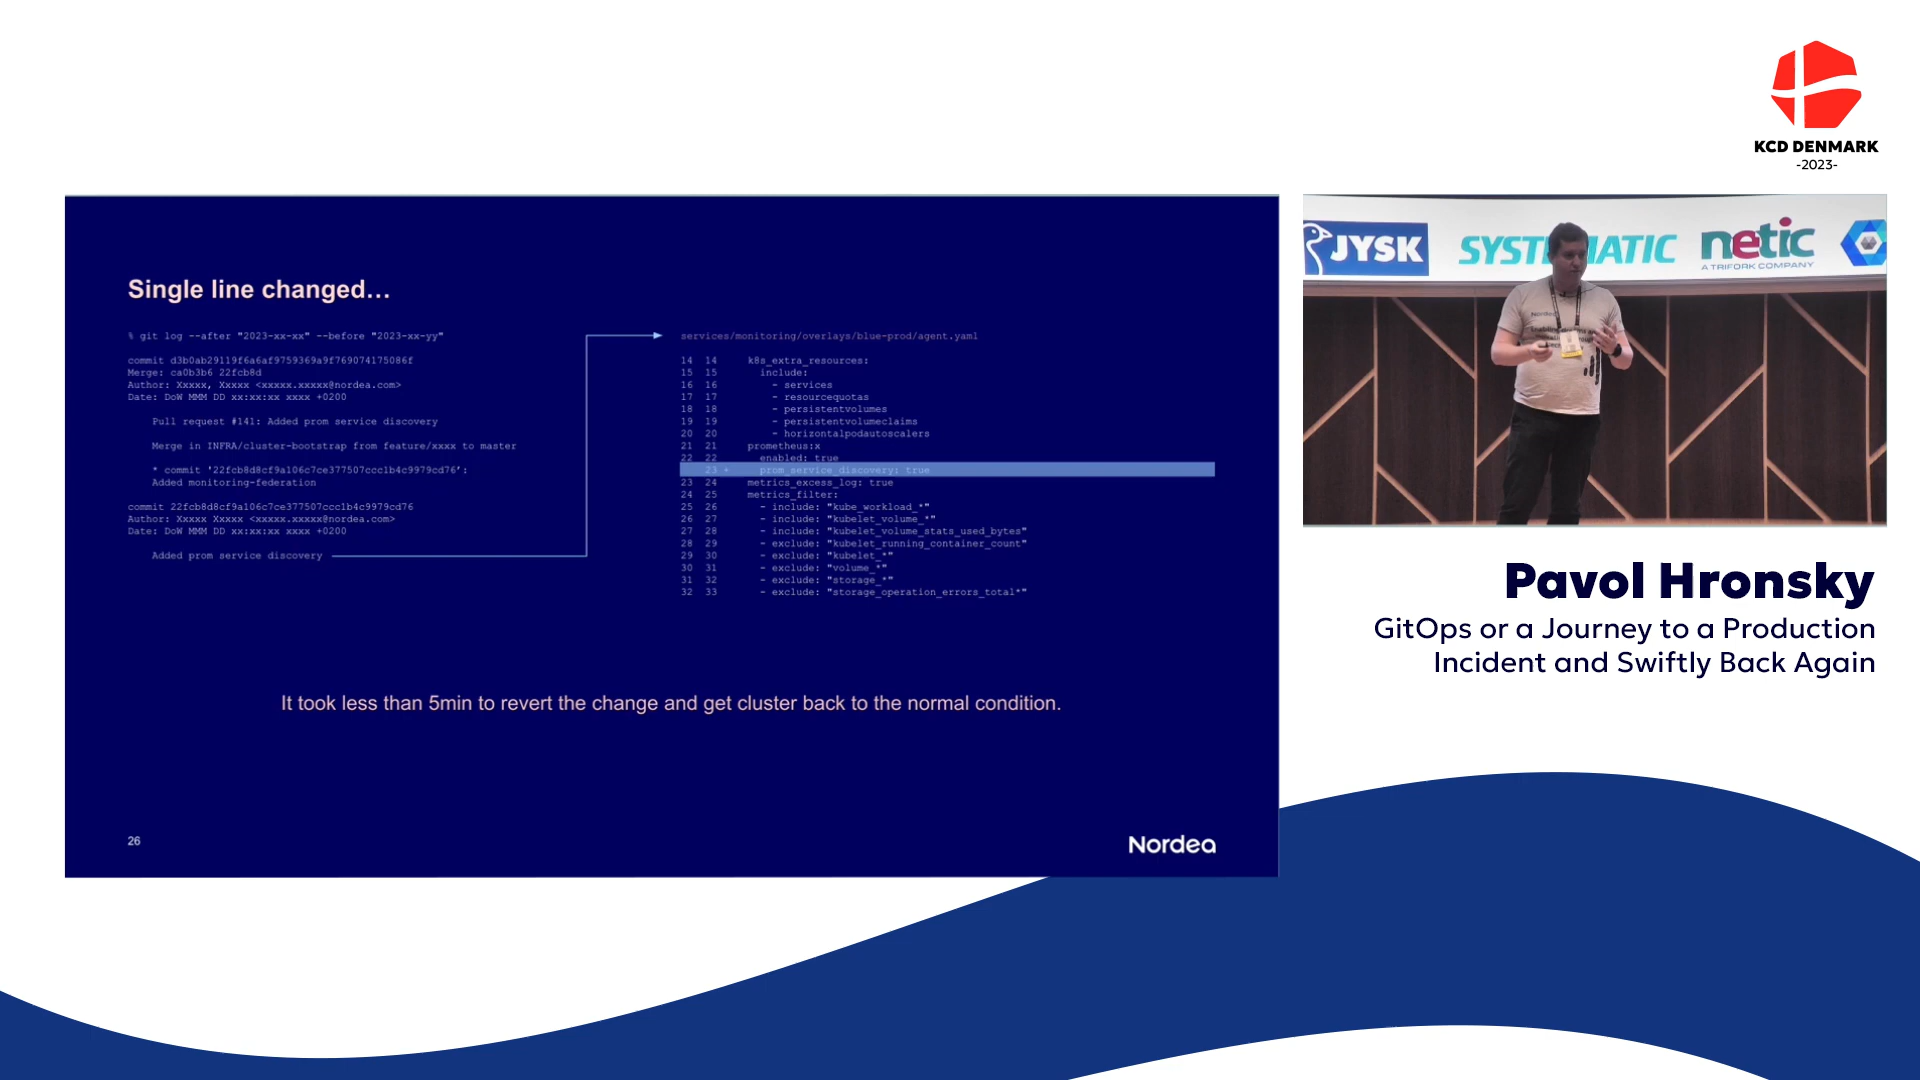 KCD DENMARK
-2023-
Single line changed...
% git log --after "2023-xx-xx" --before "2023-xx-yy"
commit d3b0ab29119f6a6af9759369a9f769074175086f
Merge: ca0b3b6 22fcb8d
Author: Xxxxx, Xxxxx <xxxxx.xxxxx@nordea.com>
Date: DoW MMM DD xx:xx:xx xxxx +0200
Pull request #141: Added prom service discovery
Merge in INFRA/cluster-bootstrap from feature/xxxx to master
* commit '22fcb8d8cf9a106c7ce377507ccc1b4c9979cd76':
Added monitoring-federation
commit 22fcb8d8cf9a106c7ce377507ccc1b4c9979cd76
Author: Xxxxx Xxxxx <xxxxx.xxxxx@nordea.com>
Date: DoW MMM DD xx:xx:xx xxxx +0200
Added prom service discovery
services/monitoring/overlays/blue-prod/agent.yaml
14 14 k8s_extra_resources:
15 15 include:
16 16 - services
17 17 - resourcequotas
18 18 - persistentvolumes
19 19 - persistentvolumeclaims
20 20 - horizontalpodautoscalers
21 21 prometheus:x
22 22 enabled: true
23 + prom_service_discovery: true
23 24 metrics_excess_log: true
24 25 metrics_filter:
25 26 - include: "kube_workload_*"
26 27 - include: "kubelet_volume_*"
27 28 - include: "kubelet_volume_stats_used_bytes"
28 29 - exclude: "kubelet_running_container_count"
29 30 - exclude: "kubelet_*"
30 31 - exclude: "volume_*"
31 32 - exclude: "storage_*"
32 33 - exclude: "storage_operation_errors_total*"
It took less than 5min to revert the change and get cluster back to the normal condition.
26
Nordea
JYSK
SYSTEMATIC
netic
A TRIFORK COMPANY
Pavol Hronsky
GitOps or a Journey to a Production
Incident and Swiftly Back Again